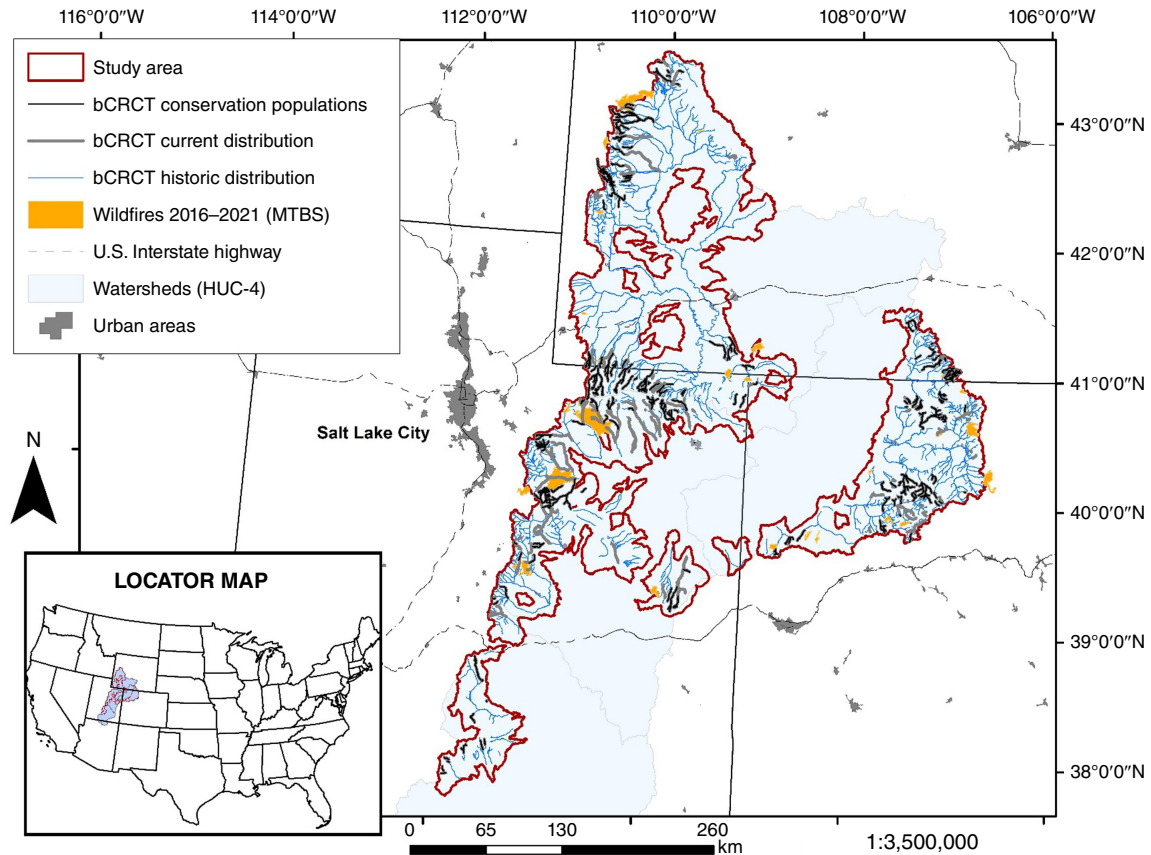 116°0′0″W 114°0′0″W 112°0′0″W 110°0′0″W 108°0′0″W 106°0′0″W
Study area
bCRCT conservation populations
bCRCT current distribution
bCRCT historic distribution
Wildfires 2016–2021 (MTBS)
U.S. Interstate highway
Watersheds (HUC-4)
Urban areas
43°0′0″N
42°0′0″N
41°0′0″N
Salt Lake City
N
40°0′0″N
39°0′0″N
38°0′0″N
LOCATOR MAP
0 65 130 260
km
1:3,500,000